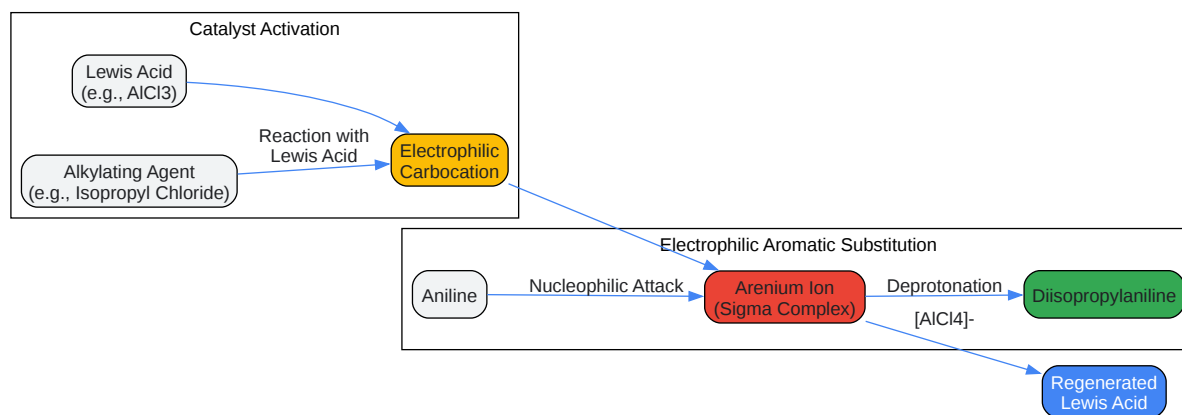 Catalyst Activation
Lewis Acid
(e.g., AlCl3)
Reaction with
Lewis Acid
Electrophilic
Carbocation
Alkylating Agent
(e.g., Isopropyl Chloride)
Electrophilic Aromatic Substitution
Aniline
Nucleophilic Attack
Arenium Ion
(Sigma Complex)
Deprotonation
Diisopropylaniline
[AlCl4]-
Regenerated
Lewis Acid